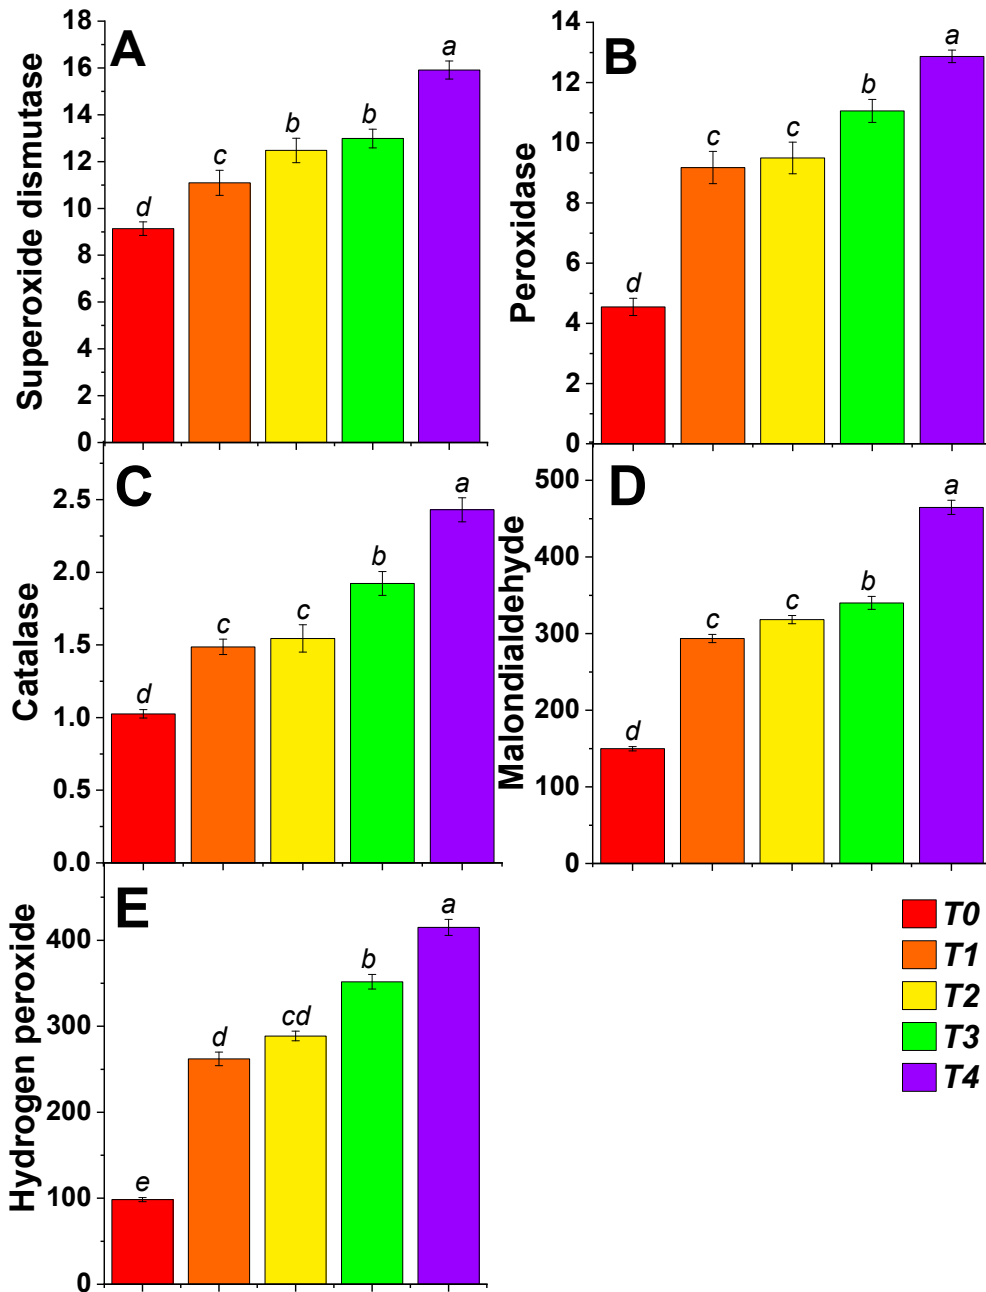 A
Superoxide dismutase
18
16
14
12
10
8
6
4
2
0
d
c
b
b
a
B
Peroxidase
14
12
10
8
6
4
2
0
d
c
c
b
a
C
Catalase
2.5
2.0
1.5
1.0
0.5
0.0
d
c
c
b
a
D
Malondialdehyde
500
400
300
200
100
0
d
c
c
b
a
E
Hydrogen peroxide
400
300
200
100
0
e
d
cd
b
a
T0
T1
T2
T3
T4